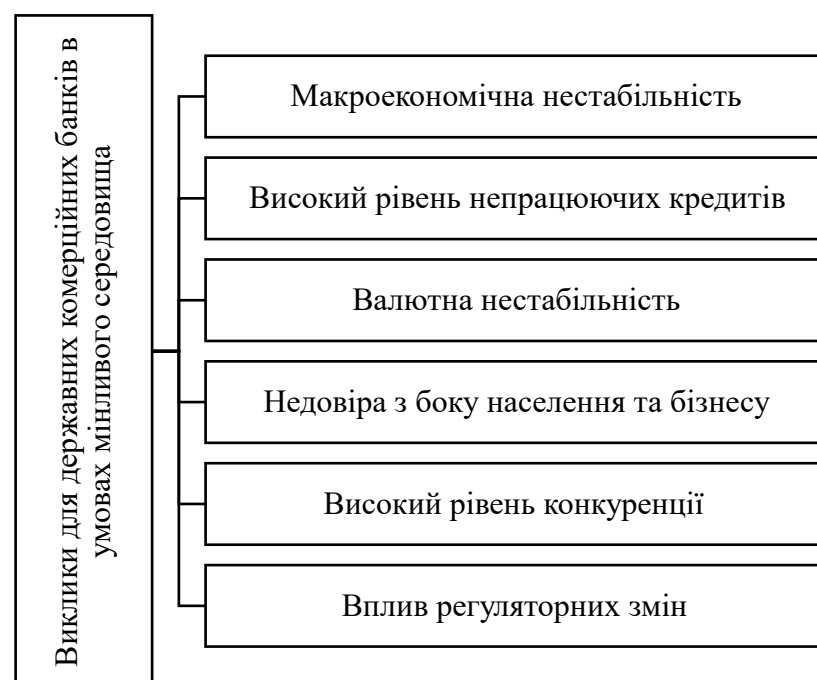 Виклики для державних комерційних банків в
умовах мінливого середовища
Макроекономічна нестабільність
Високий рівень непрацюючих кредитів
Валютна нестабільність
Недовіра з боку населення та бізнесу
Високий рівень конкуренції
Вплив регуляторних змін